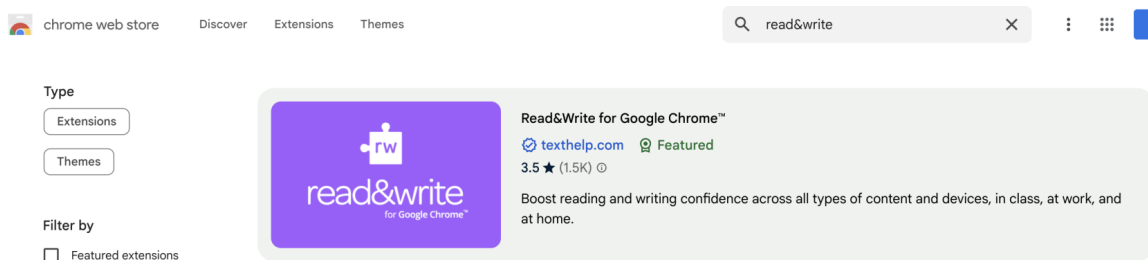 chrome web store Discover Extensions Themes read&write
Type
Extensions
Themes
Filter by
Featured extensions
rw
read&write
for Google Chrome™
Read&Write for Google Chrome™
texthelp.com Featured
3.5 ★ (1.5K)
Boost reading and writing confidence across all types of content and devices, in class, at work, and
at home.